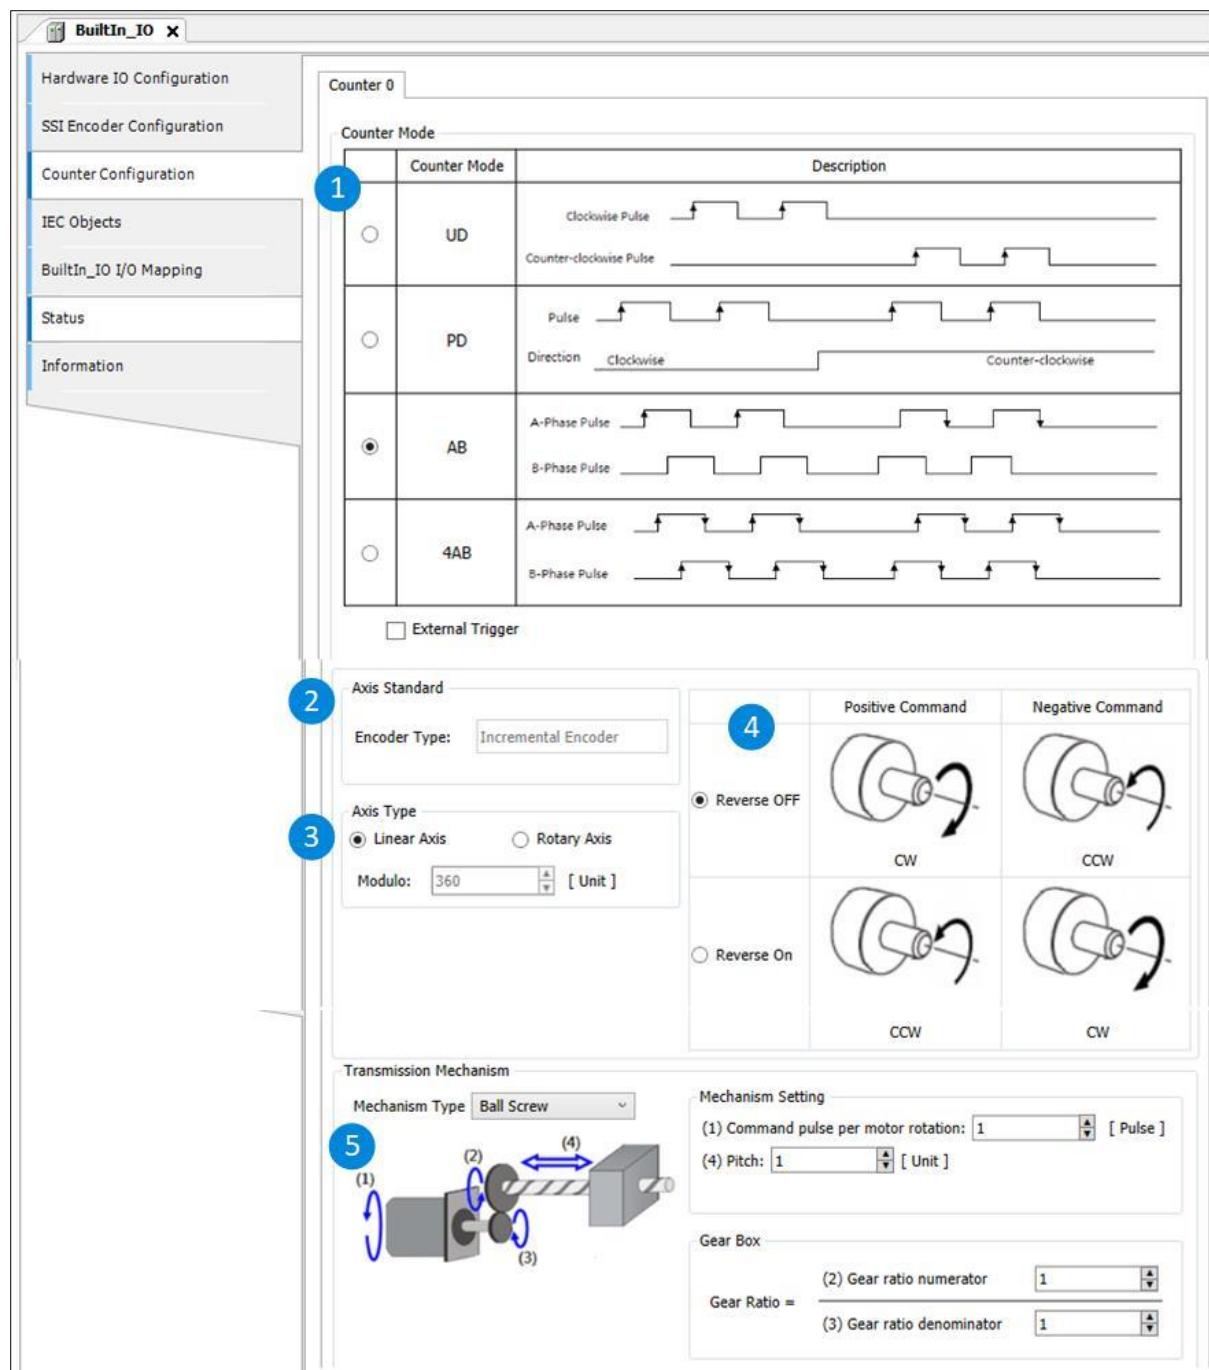 BuiltIn_IO
Hardware IO Configuration
SSI Encoder Configuration
Counter Configuration
IEC Objects
BuiltIn_IO I/O Mapping
Status
Information
Counter 0
Counter Mode
Counter Mode Description
1
UD
Clockwise Pulse
Counter-clockwise Pulse
PD
Pulse
Direction Clockwise Counter-clockwise
AB
A-Phase Pulse
B-Phase Pulse
4AB
A-Phase Pulse
B-Phase Pulse
External Trigger
2
Axis Standard
Encoder Type: Incremental Encoder
3
Axis Type
Linear Axis Rotary Axis
Modulo: 360 [ Unit ]
4
Positive Command Negative Command
Reverse OFF
CW CCW
Reverse On
CCW CW
Transmission Mechanism
Mechanism Type Ball Screw
5
(1)
(2)
(4)
(3)
Mechanism Setting
(1) Command pulse per motor rotation: 1 [ Pulse ]
(4) Pitch: 1 [ Unit ]
Gear Box
Gear Ratio =
(2) Gear ratio numerator 1
(3) Gear ratio denominator 1